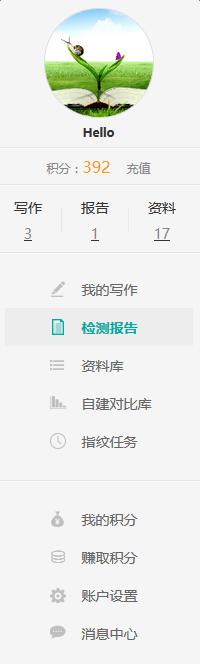 Hello
积分：392 充值
写作 报告 资料
3 1 17
我的写作
检测报告
资料库
自建对比库
指纹任务
我的积分
赚取积分
账户设置
消息中心